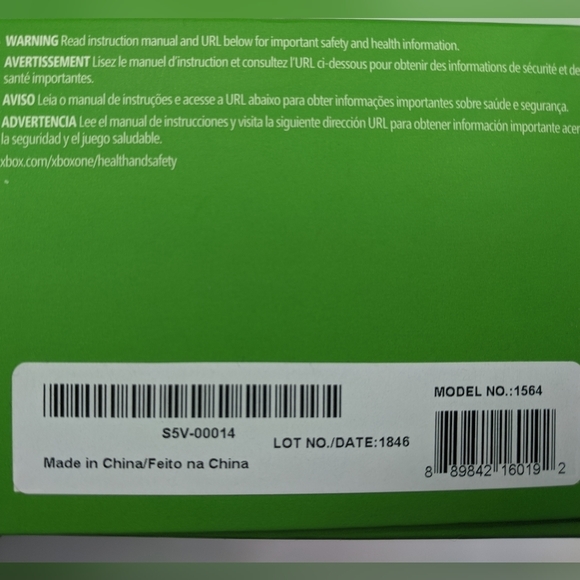 WARNING Read instruction manual and URL below for important safety and health information.
AVERTISSEMENT Lisez le manuel d'instruction et consultez l'URL ci-dessous pour obtenir des informations de sécurité et de
santé importantes.
AVISO Leia o manual de instruções e acesse a URL abaixo para obter informações importantes sobre saúde e segurança.
ADVERTENCIA Lee el manual de instrucciones y visita la siguiente dirección URL para obtener información importante acer
la seguridad y el juego saludable.
xbox.com/xboxone/healthandsafety
MODEL NO.:1564
S5V-00014
LOT NO./DATE:1846
Made in China/Feito na China
8 89842 16019 2